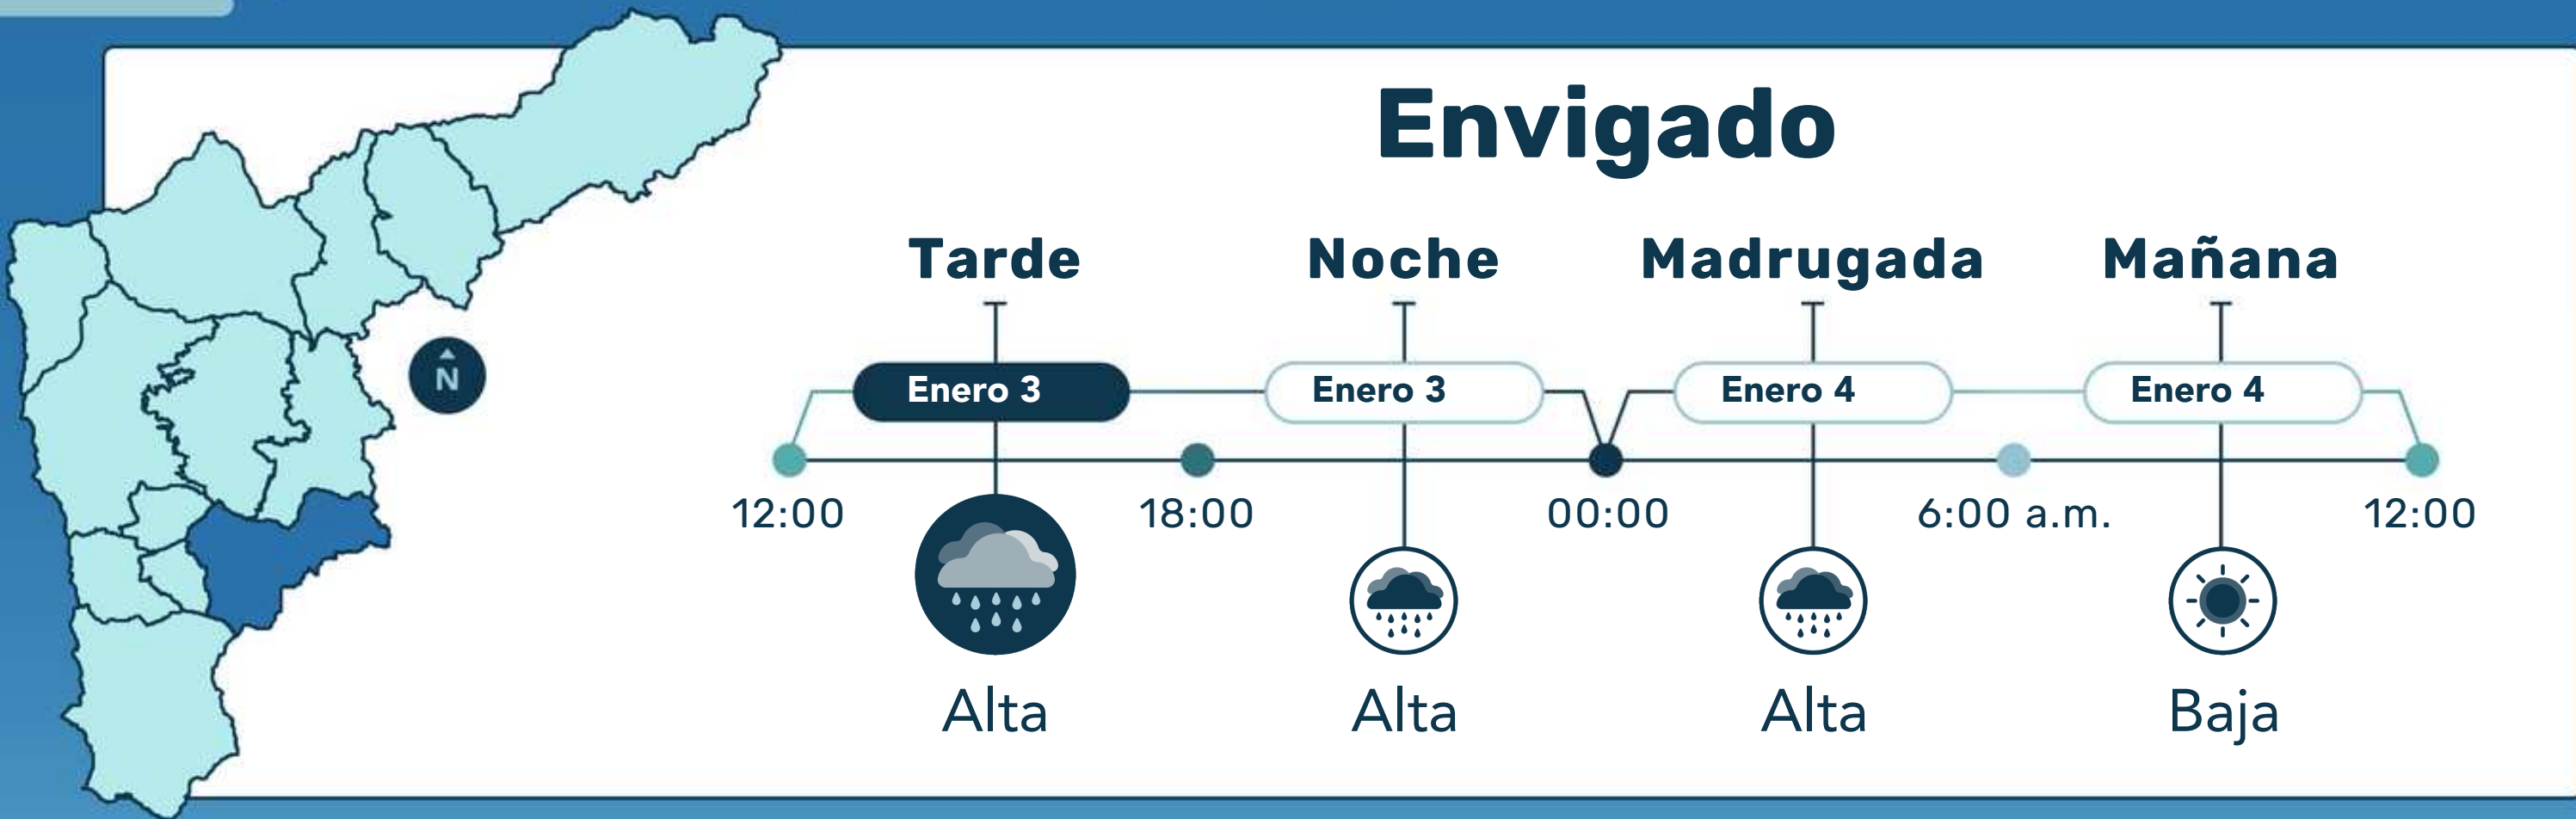 Envigado
Tarde Noche Madrugada Mañana
N
Enero 3 Enero 3 Enero 4 Enero 4
12:00 18:00 00:00 6:00 a.m. 12:00
Alta Alta Alta Baja